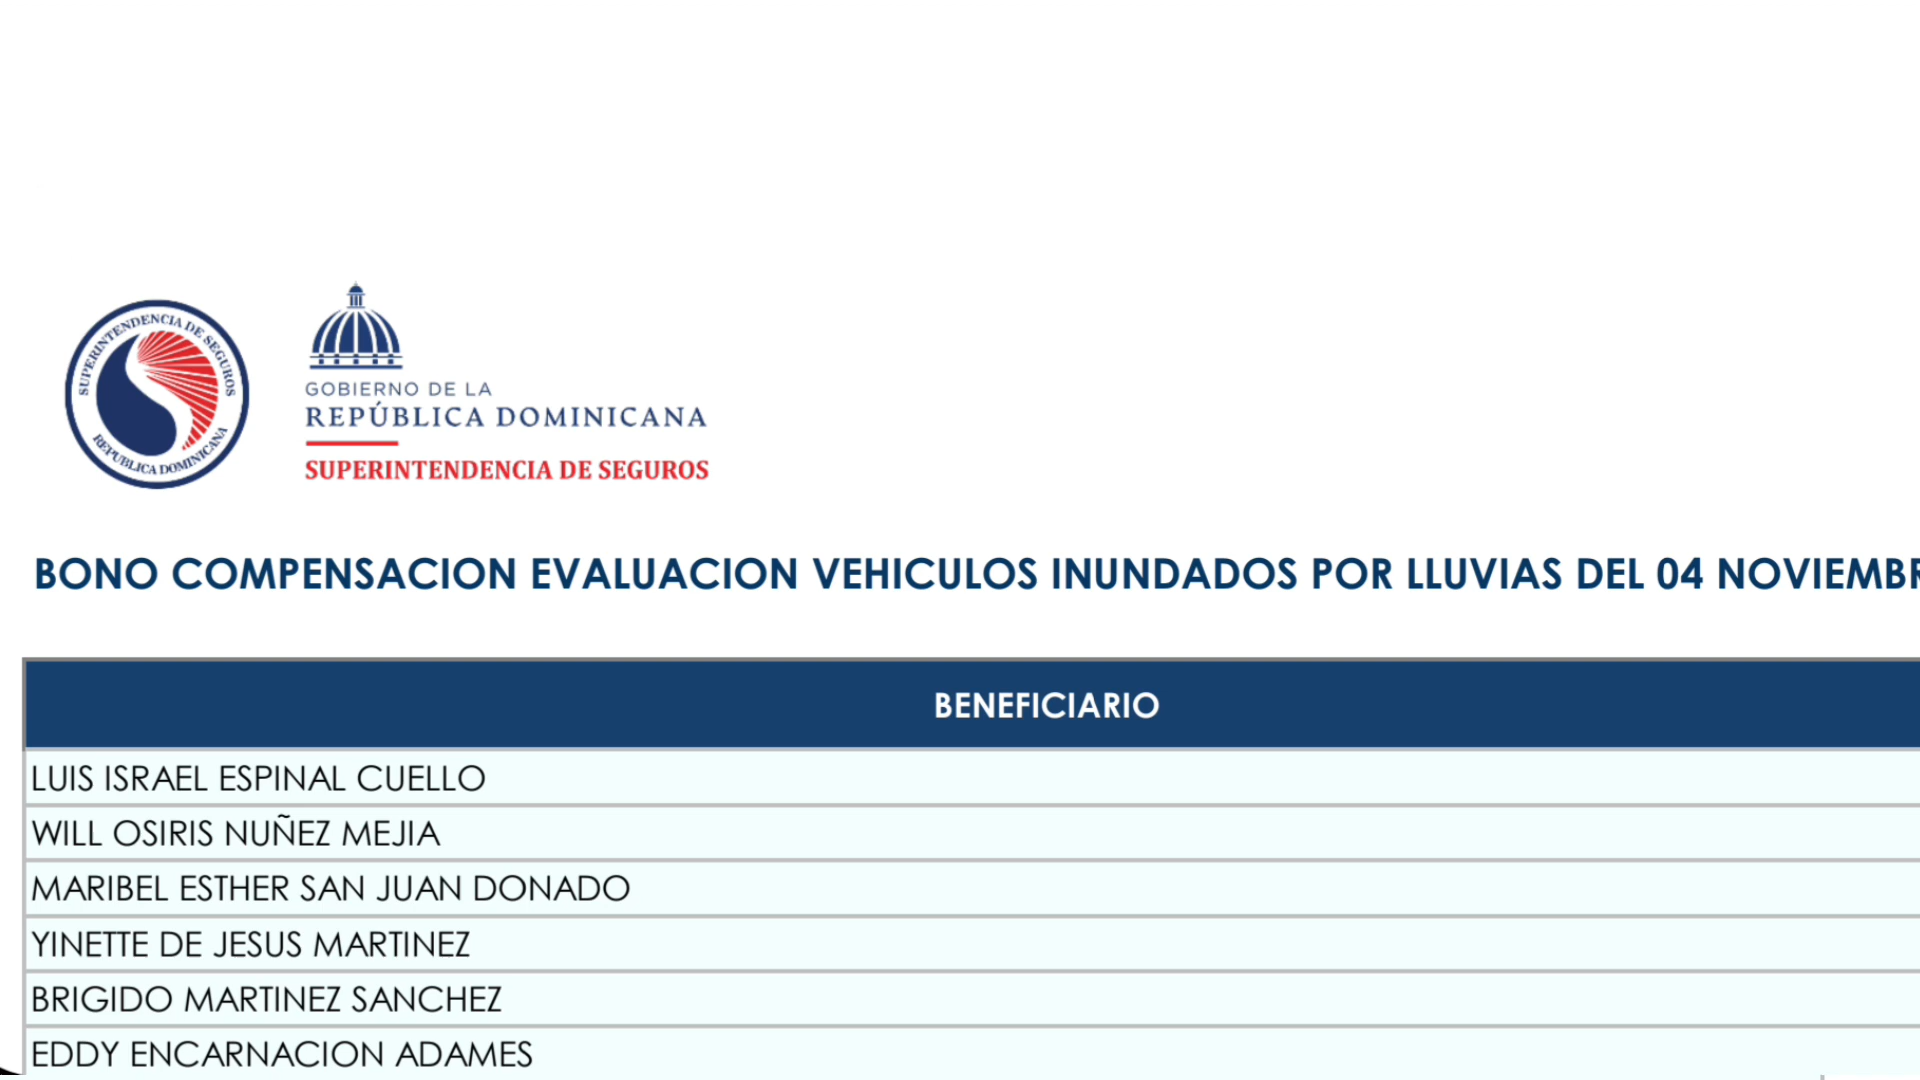 SUPERINTENDENCIA DE SEGUROS
REPUBLICA DOMINICANA
GOBIERNO DE LA
REPÚBLICA DOMINICANA
SUPERINTENDENCIA DE SEGUROS
BONO COMPENSACION EVALUACION VEHICULOS INUNDADOS POR LLUVIAS DEL 04 NOVIEMBR
BENEFICIARIO
LUIS ISRAEL ESPINAL CUELLO
WILL OSIRIS NUÑEZ MEJIA
MARIBEL ESTHER SAN JUAN DONADO
YINETTE DE JESUS MARTINEZ
BRIGIDO MARTINEZ SANCHEZ
EDDY ENCARNACION ADAMES